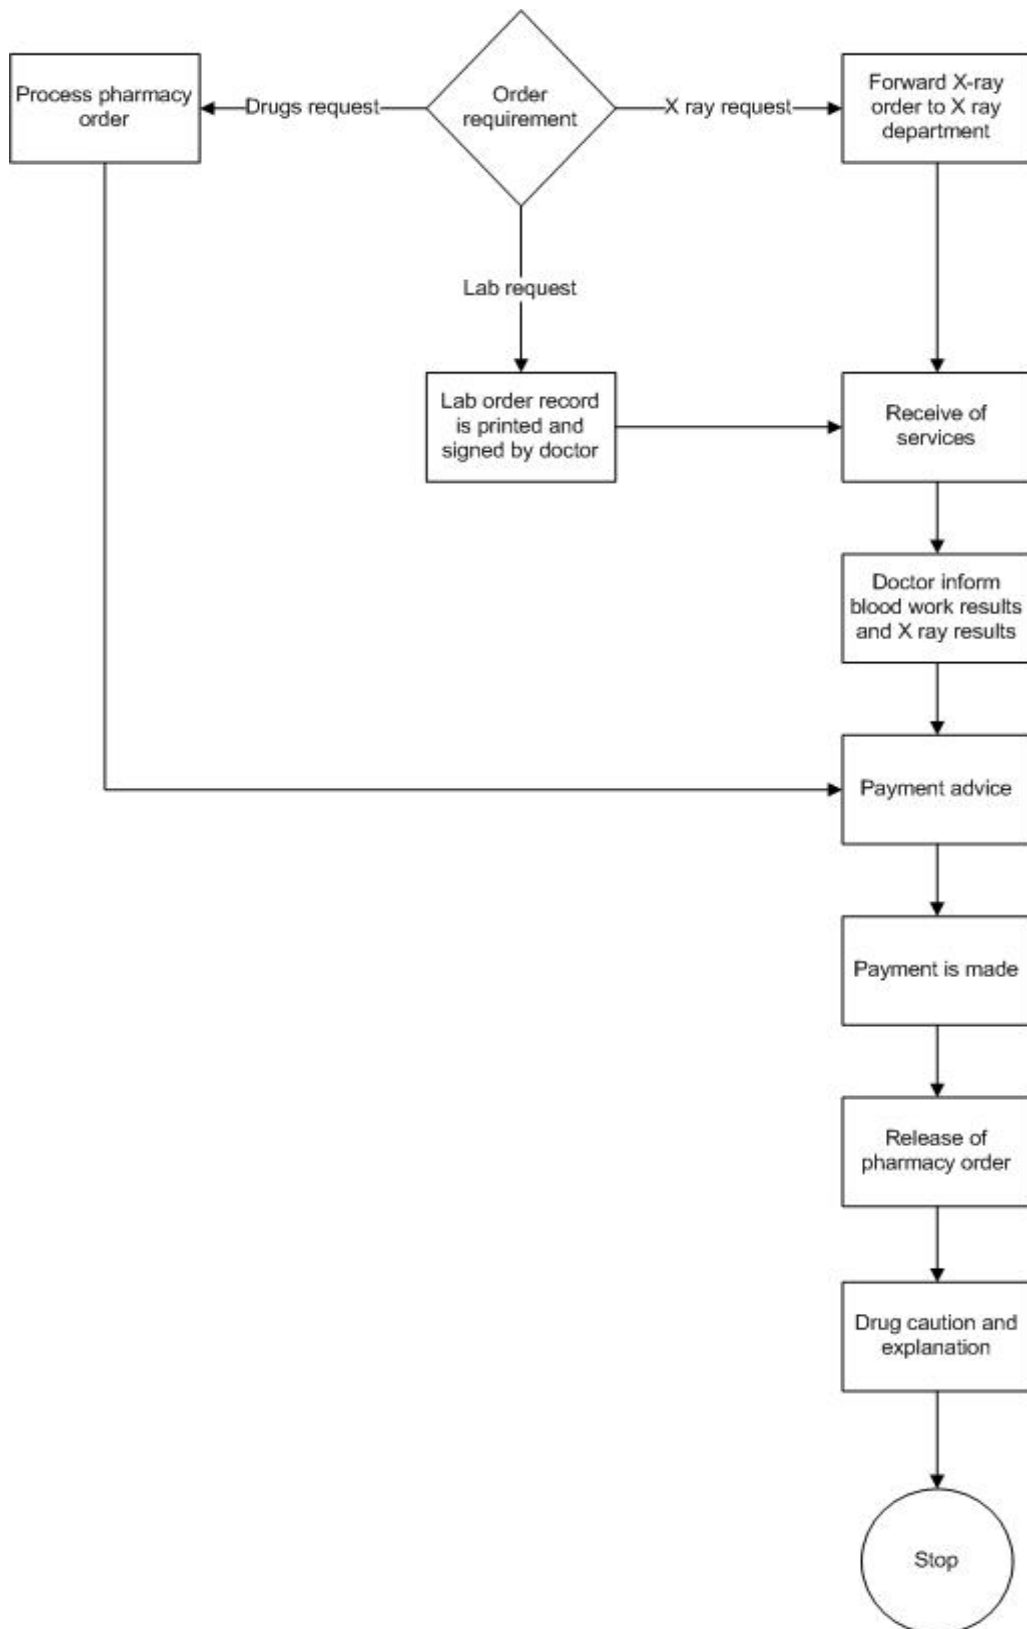 Process pharmacy
order
Drugs request
Order
requirement
X ray request
Forward X-ray
order to X ray
department
Lab request
Lab order record
is printed and
signed by doctor
Receive of
services
Doctor inform
blood work results
and X ray results
Payment advice
Payment is made
Release of
pharmacy order
Drug caution and
explanation
Stop